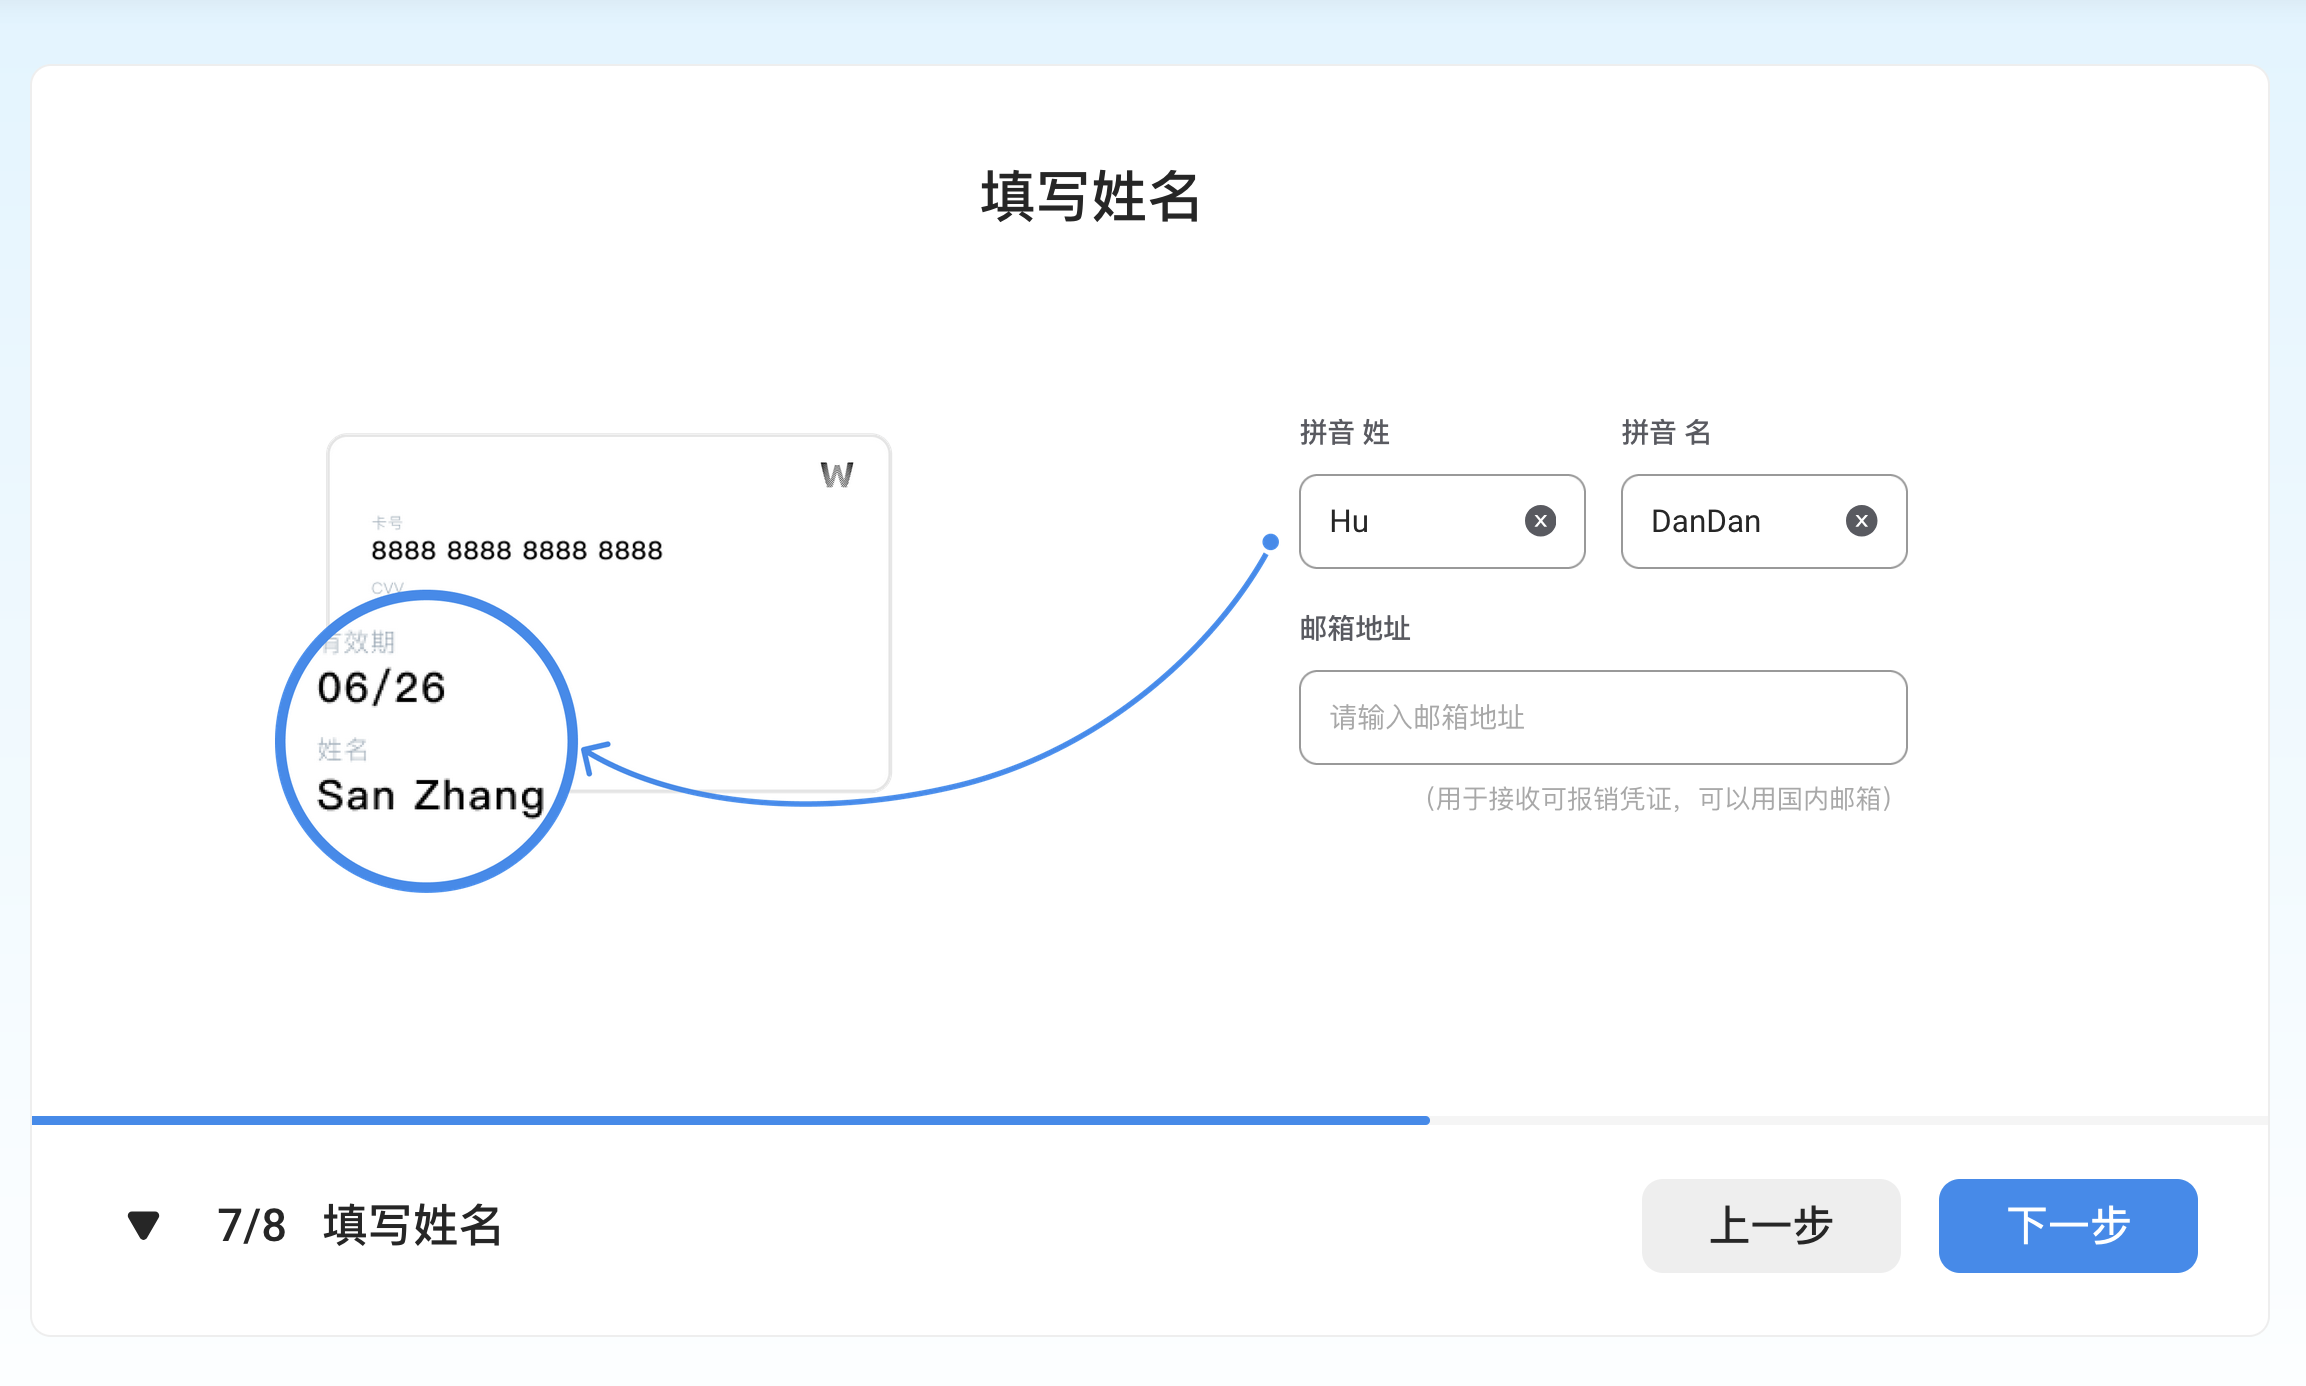 填写姓名
W
卡号
8888 8888 8888 8888
CVV
有效期
06/26
姓名
San Zhang
拼音 姓
拼音 名
Hu
DanDan
邮箱地址
请输入邮箱地址
（用于接收可报销凭证，可以用国内邮箱）
7/8 填写姓名
上一步
下一步